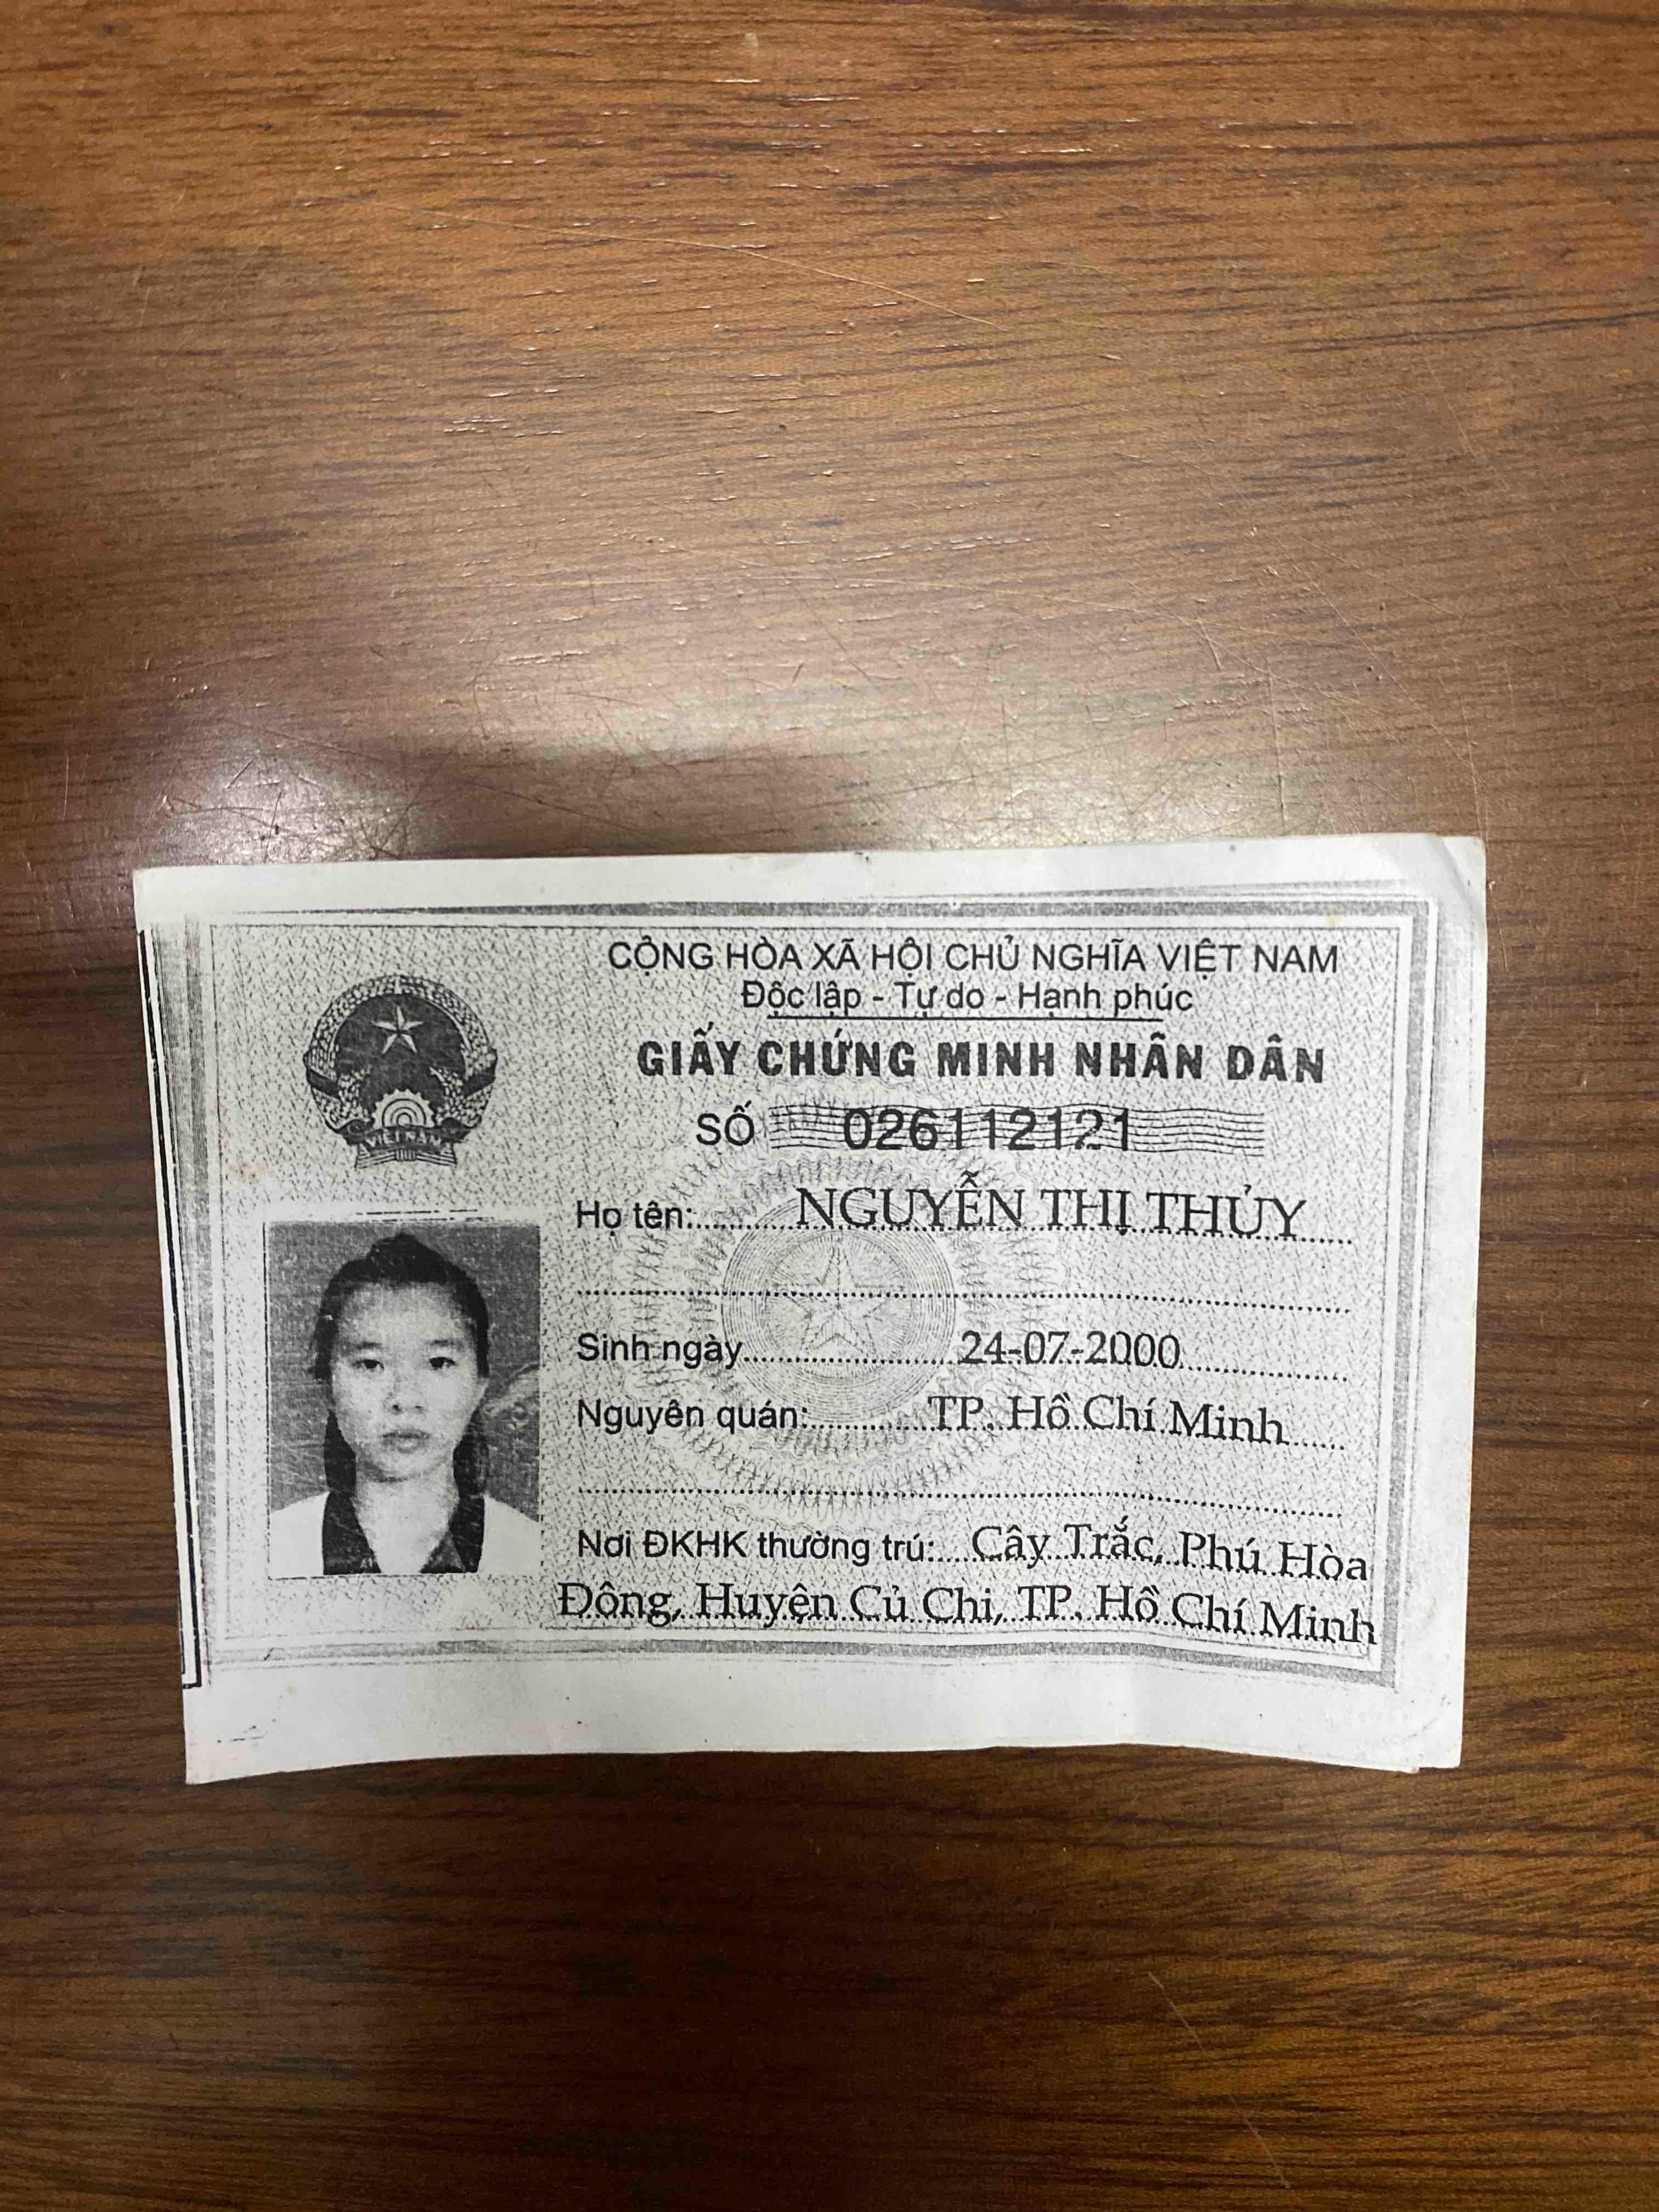 CỘNG HÒA XÃ HỘI CHỦ NGHĨA VIỆT NAM
Độc lập - Tự do - Hạnh phúc
GIẤY CHỨNG MINH NHÂN DÂN
SỐ 026112121
VIỆT NAM
Họ tên: NGUYỄN THỊ THỦY
Sinh ngày 24-07-2000
Nguyên quán: TP. Hồ Chí Minh
Nơi ĐKHK thường trú: Cây Trắc, Phú Hòa
Đông, Huyện Củ Chi, TP. Hồ Chí Minh